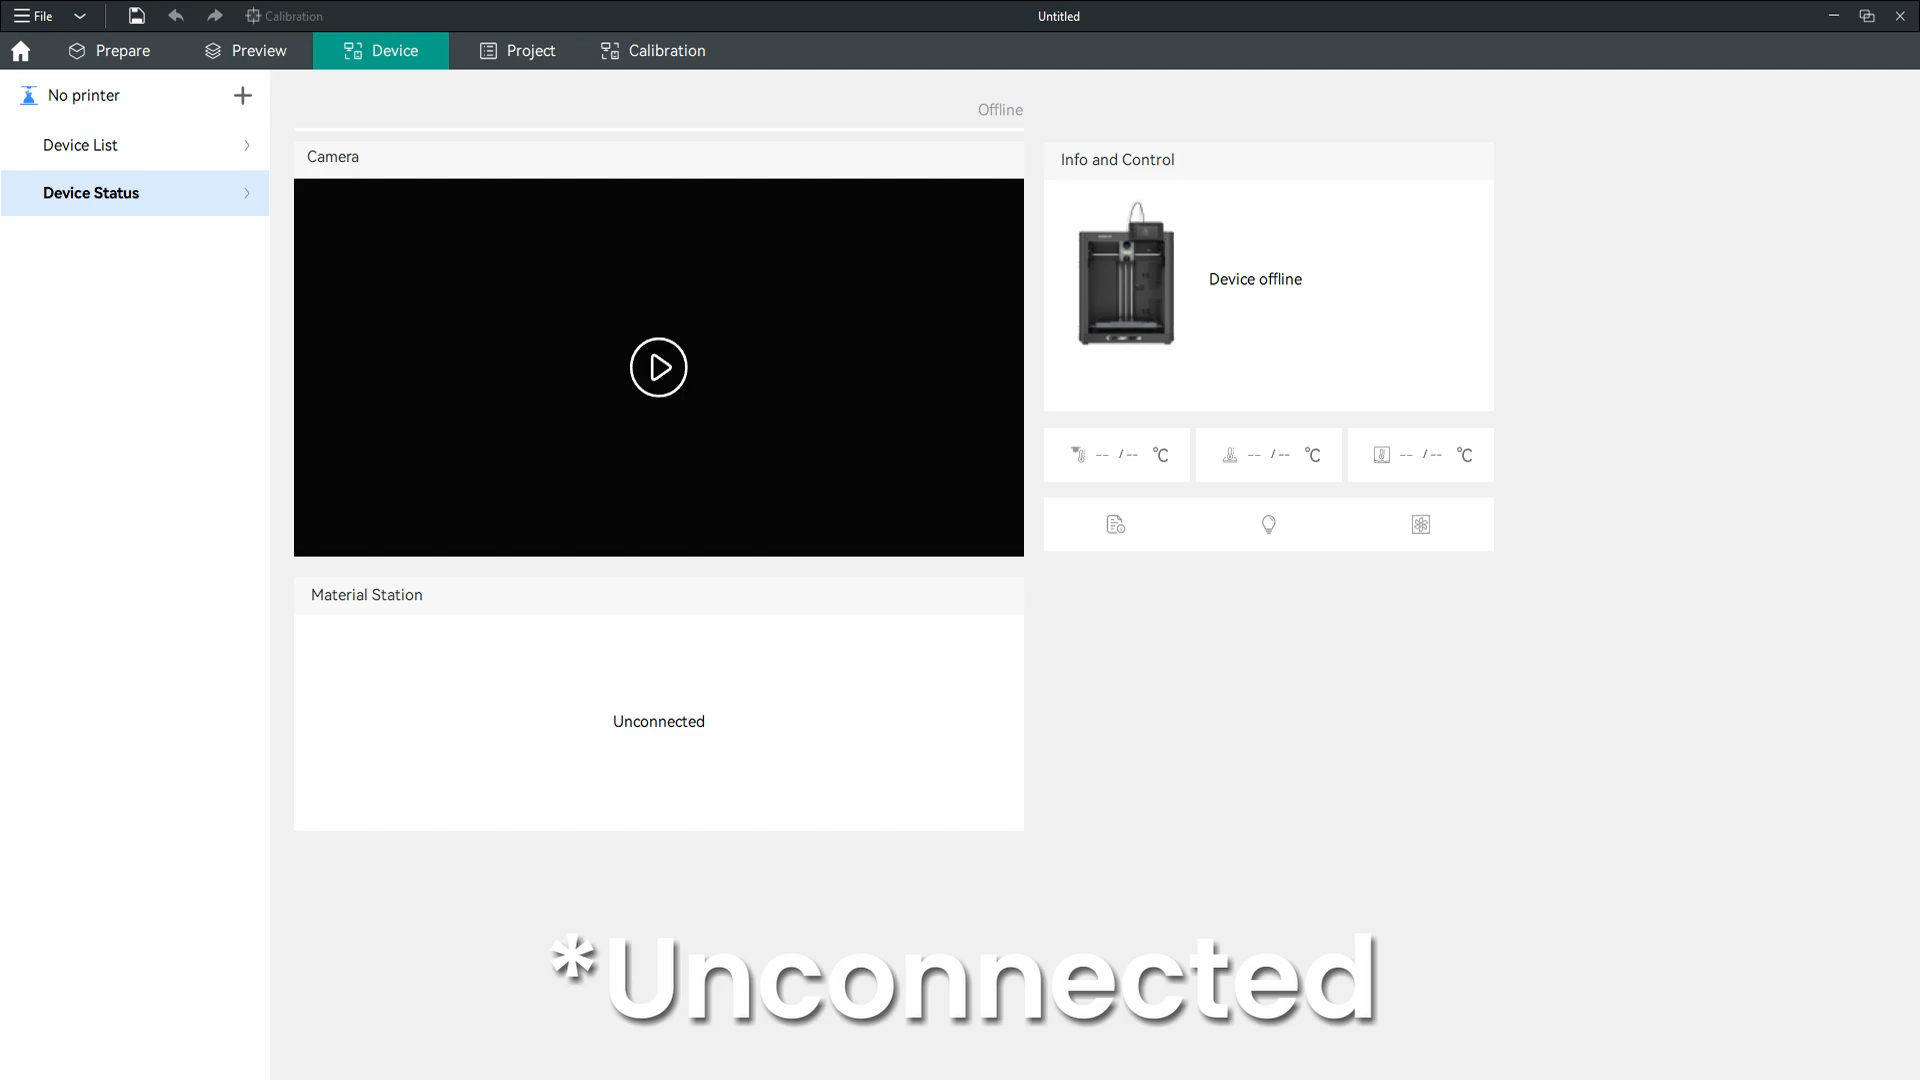 File
Calibration
Untitled
Prepare
Preview
Device
Project
Calibration
No printer
Device List
Device Status
Offline
Camera
Info and Control
Device offline
-- / -- °C
-- / -- °C
-- / -- °C
Material Station
Unconnected
*Unconnected